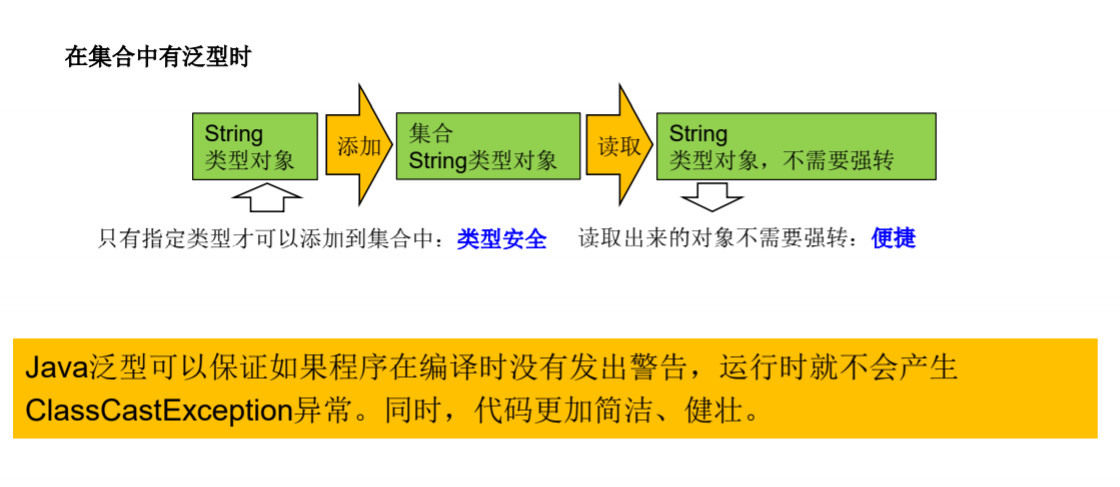 在集合中有泛型时
String
类型对象
添加
集合
String类型对象
读取
String
类型对象，不需要强转
只有指定类型才可以添加到集合中：类型安全
读取出来的对象不需要强转：便捷
Java泛型可以保证如果程序在编译时没有发出警告，运行时就不会产生
ClassCastException异常。同时，代码更加简洁、健壮。